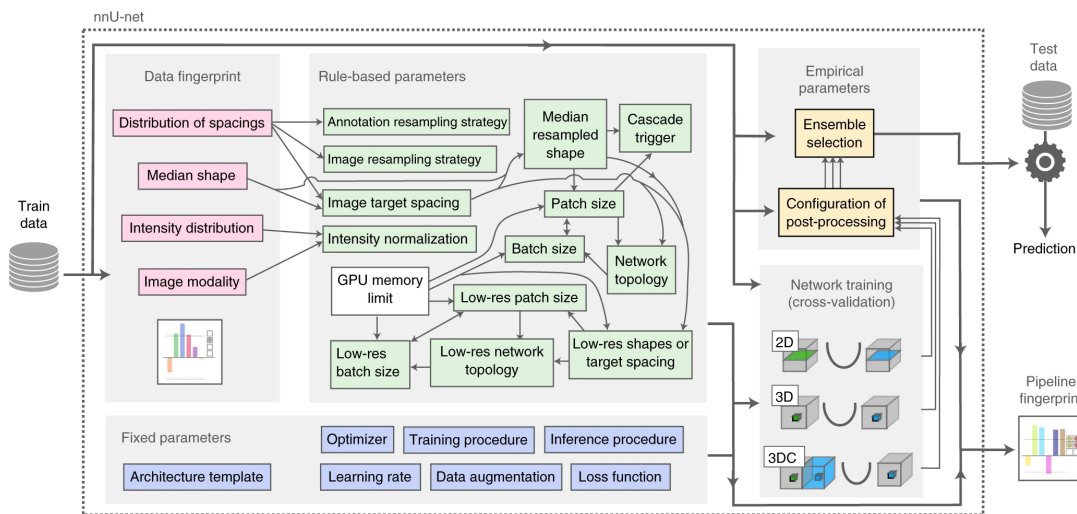 nnU-net
Test
data
Data fingerprint
Rule-based parameters
Empirical
parameters
Distribution of spacings
Annotation resampling strategy
Median
resampled
shape
Cascade
trigger
Ensemble
selection
Image resampling strategy
Median shape
Image target spacing
Patch size
Configuration of
post-processing
Train
data
Intensity distribution
Intensity normalization
Batch size
Network
topology
Prediction
Image modality
GPU memory
limit
Low-res patch size
Network training
(cross-validation)
Low-res
batch size
Low-res network
topology
Low-res shapes or
target spacing
2D
3D
Pipeline
fingerprint
Fixed parameters
Optimizer
Training procedure
Inference procedure
3DC
Architecture template
Learning rate
Data augmentation
Loss function